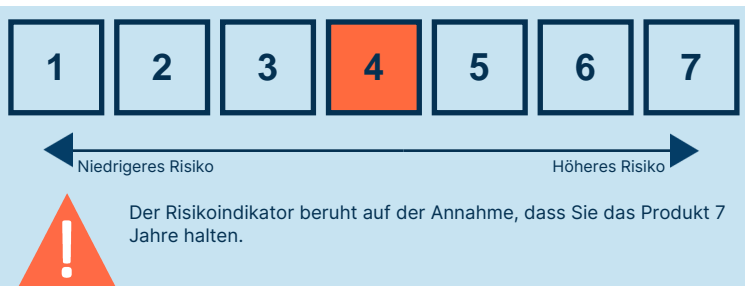 1 2 3 4 5 6 7
Niedrigeres Risiko Höheres Risiko
Der Risikoindikator beruht auf der Annahme, dass Sie das Produkt 7
Jahre halten.
!